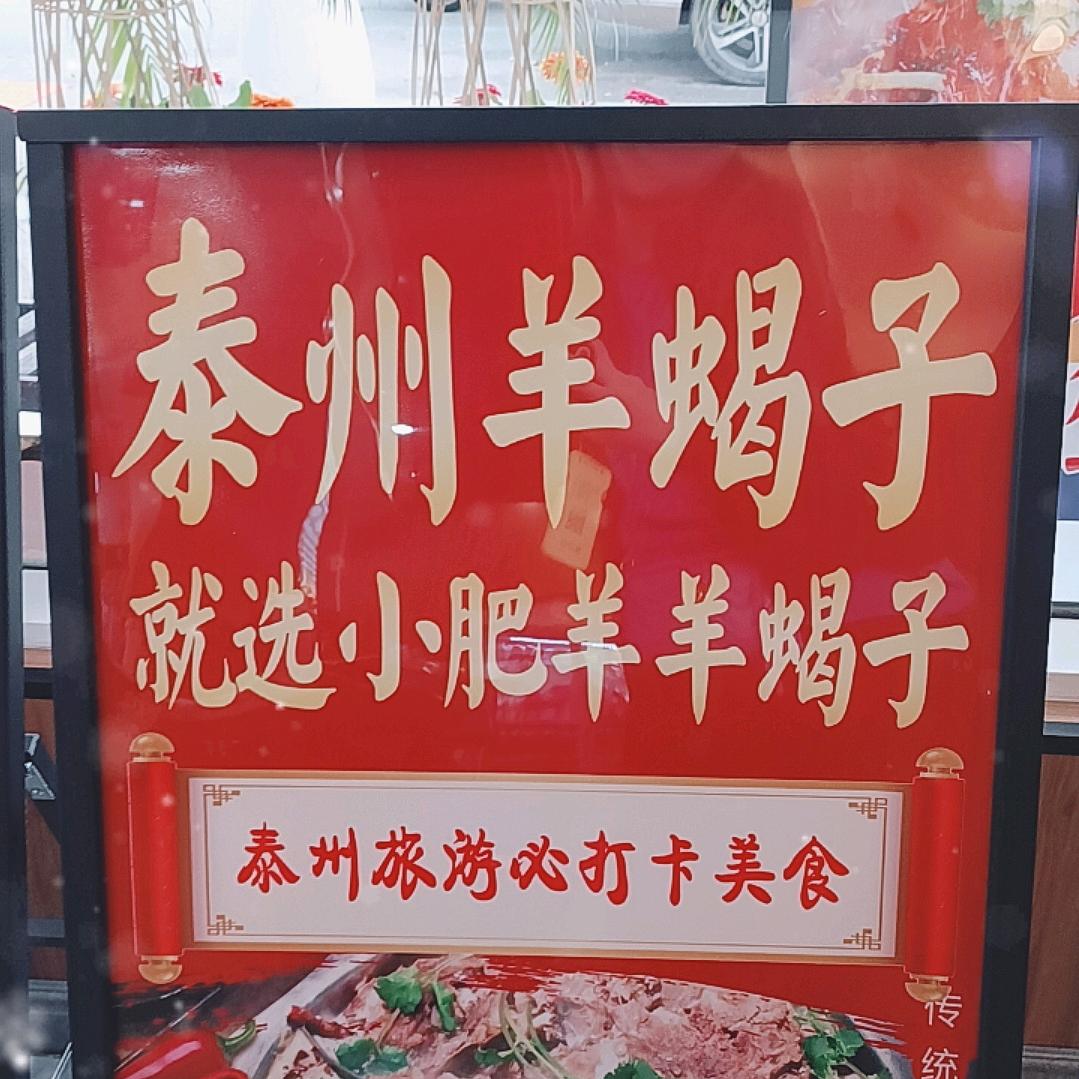 泰州羊蝎子
就选小肥羊羊蝎子
泰州旅游必打卡美食
传统